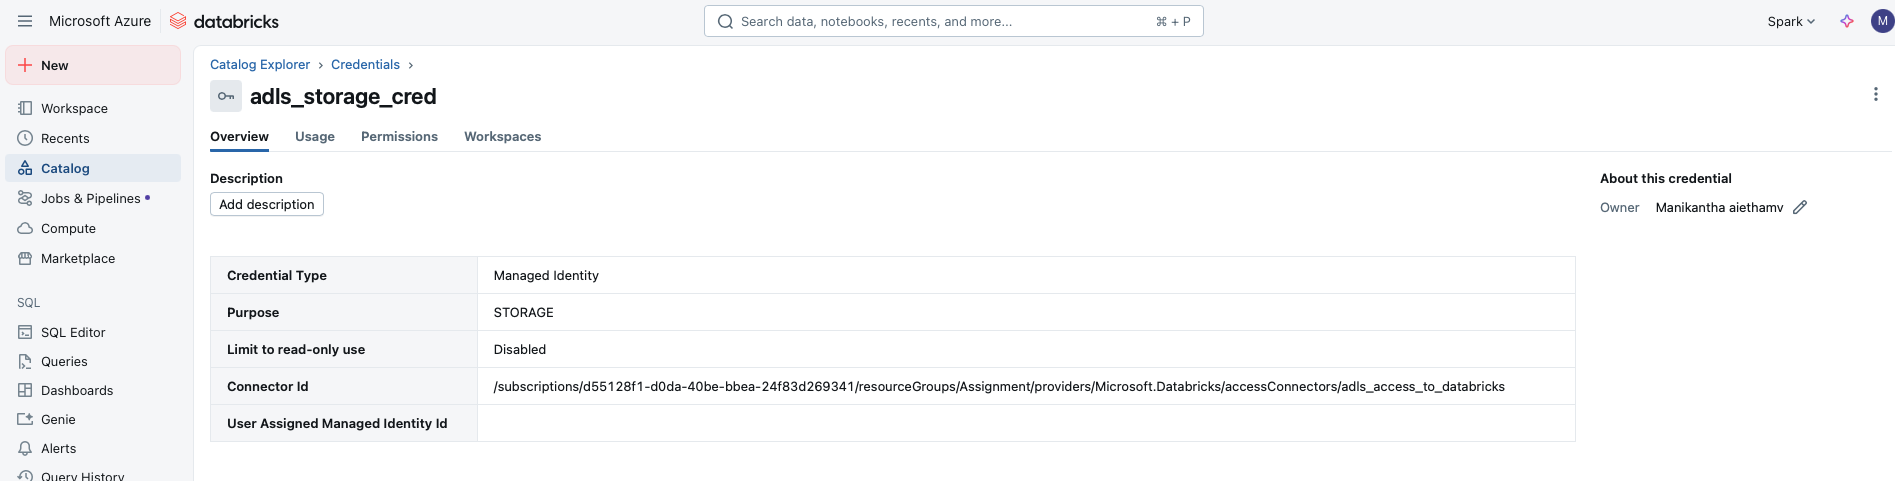 Microsoft Azure databricks
Search data, notebooks, recents, and more... ⌘ + P
Spark
M
New
Workspace
Recents
Catalog
Jobs & Pipelines
Compute
Marketplace
SQL
SQL Editor
Queries
Dashboards
Genie
Alerts
Query History
Catalog Explorer > Credentials >
adls_storage_cred
Overview Usage Permissions Workspaces
Description
Add description
Credential Type Managed Identity
Purpose STORAGE
Limit to read-only use Disabled
Connector Id /subscriptions/d55128f1-d0da-40be-bbea-24f83d269341/resourceGroups/Assignment/providers/Microsoft.Databricks/accessConnectors/adls_access_to_databricks
User Assigned Managed Identity Id
About this credential
Owner Manikantha aiethamv